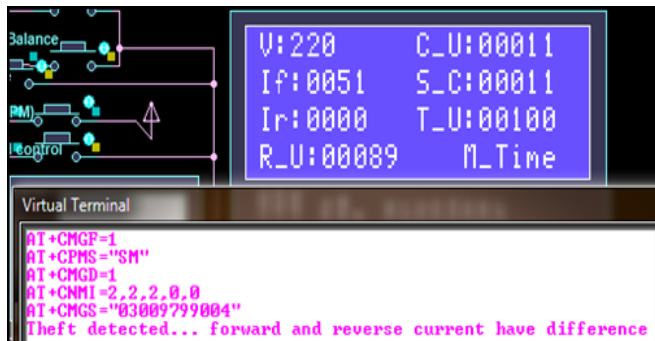 Balance
V:220 C_U:00011
If:0051 S_C:00011
PM)
Ir:0000 T_U:00100
control
R_U:00089 M_Time
Virtual Terminal
AT+CMGF=1
AT+CPMS="SM"
AT+CMGD=1
AT+CNMI=2,2,2,0,0
AT+CMGS="03009799004"
Theft detected... forward and reverse current have difference